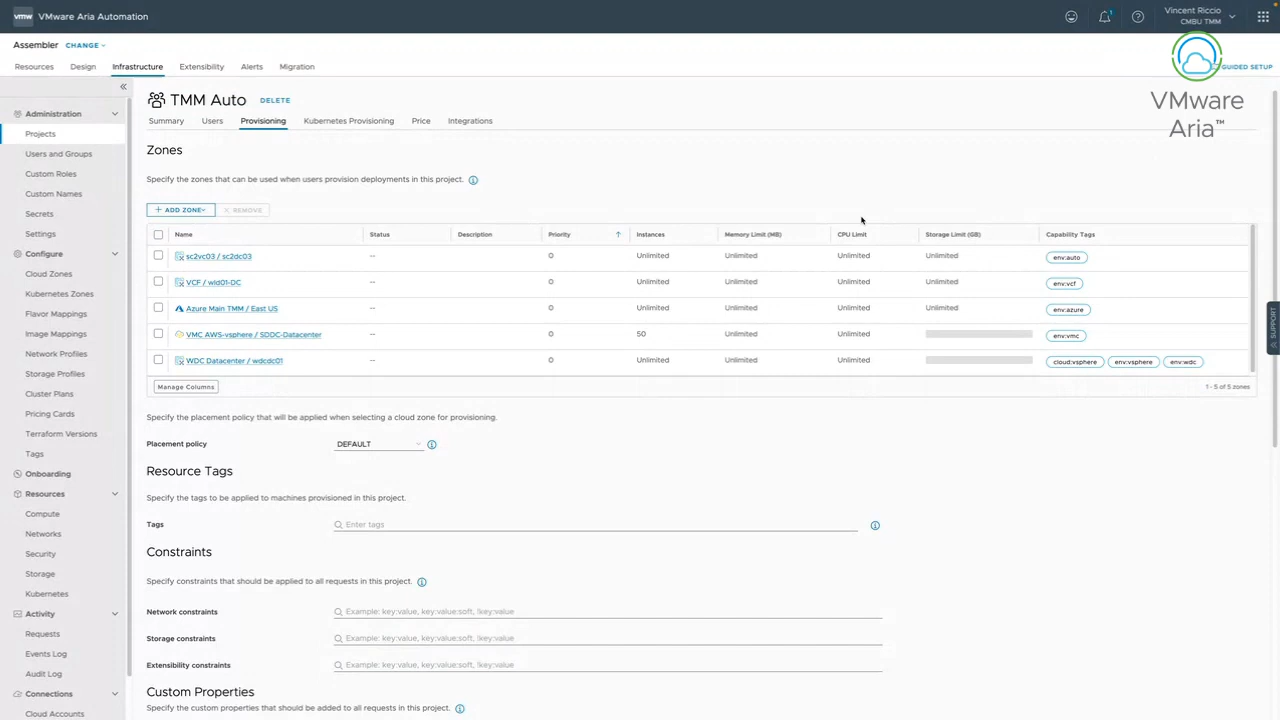 vmw VMware Aria Automation
Vincent Riccio
CMBU TMM
Assembler CHANGE
Resources Design Infrastructure Extensibility Alerts Migration
GUIDED SETUP
VMware
Aria™
Administration
Projects
Users and Groups
Custom Roles
Custom Names
Secrets
Settings
Configure
Cloud Zones
Kubernetes Zones
Flavor Mappings
Image Mappings
Network Profiles
Storage Profiles
Cluster Plans
Pricing Cards
Terraform Versions
Tags
Onboarding
Resources
Compute
Networks
Security
Storage
Kubernetes
Activity
Requests
Events Log
Audit Log
Connections
Cloud Accounts
TMM Auto DELETE
Summary Users Provisioning Kubernetes Provisioning Price Integrations
Zones
Specify the zones that can be used when users provision deployments in this project.
+ ADD ZONE × REMOVE
Name Status Description Priority Instances Memory Limit (MB) CPU Limit Storage Limit (GB) Capability Tags
sc2vc03 / sc2dc03 -- 0 Unlimited Unlimited Unlimited Unlimited env:auto
VCF / wld01-DC -- 0 Unlimited Unlimited Unlimited Unlimited env:vcf
Azure Main TMM / East US -- 0 Unlimited Unlimited Unlimited Unlimited env:azure
VMC AWS-vsphere / SDDC-Datacenter -- 0 50 Unlimited Unlimited env:vmc
WDC Datacenter / wdcdc01 -- 0 Unlimited Unlimited Unlimited cloud:vsphere env:vsphere env:wdc
Manage Columns 1 - 5 of 5 zones
Specify the placement policy that will be applied when selecting a cloud zone for provisioning.
Placement policy DEFAULT
Resource Tags
Specify the tags to be applied to machines provisioned in this project.
Tags Enter tags
Constraints
Specify constraints that should be applied to all requests in this project.
Network constraints Example: key:value, key:value:soft, !key:value
Storage constraints Example: key:value, key:value:soft, !key:value
Extensibility constraints Example: key:value, key:value:soft, !key:value
Custom Properties
Specify the custom properties that should be added to all requests in this project.
SUPPORT